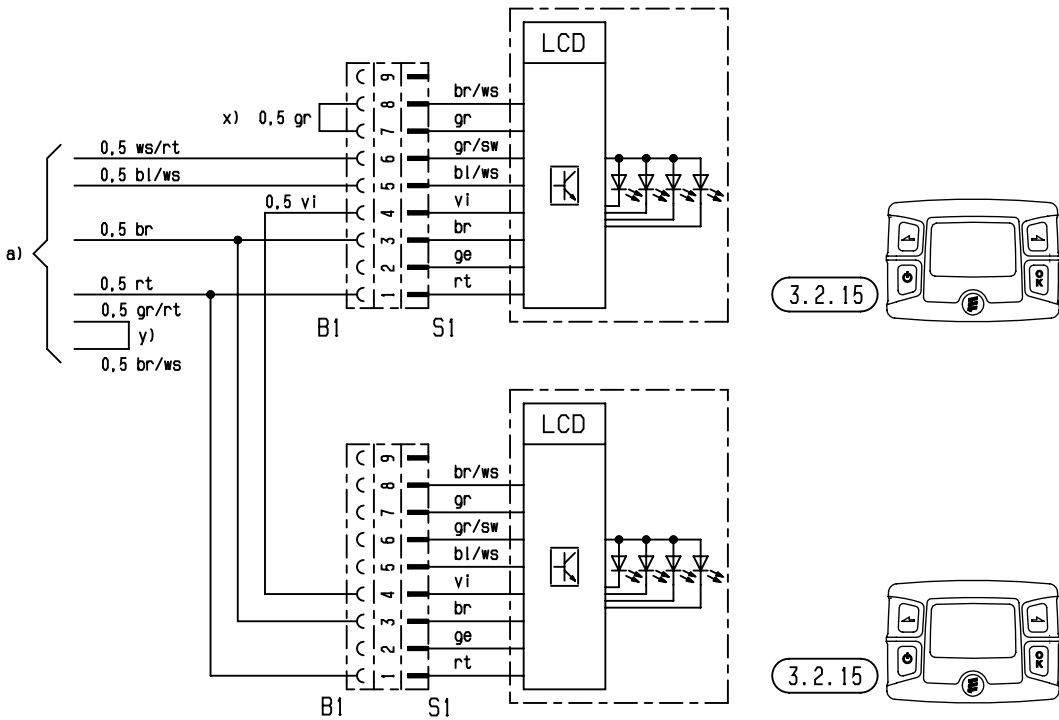 LCD
9
8
7
6
5
4
3
2
1
br/ws
gr
gr/sw
bl/ws
vi
br
ge
rt
x) 0,5 gr
0,5 ws/rt
0,5 bl/ws
0,5 vi
0,5 br
a)
0,5 rt
0,5 gr/rt
y)
0,5 br/ws
B1
S1
3.2.15
OK
LCD
9
8
7
6
5
4
3
2
1
br/ws
gr
gr/sw
bl/ws
vi
br
ge
rt
B1
S1
3.2.15
OK